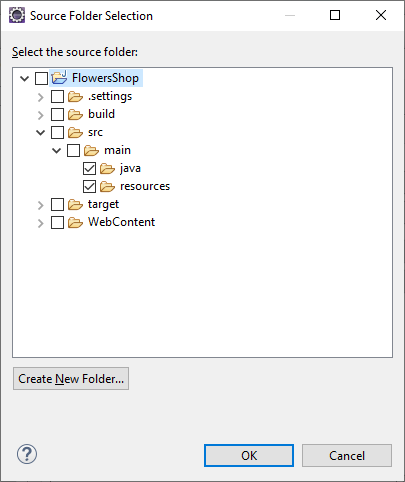 Source Folder Selection
Select the source folder:
FlowersShop
.settings
build
src
main
java
resources
target
WebContent
Create New Folder...
?
OK
Cancel